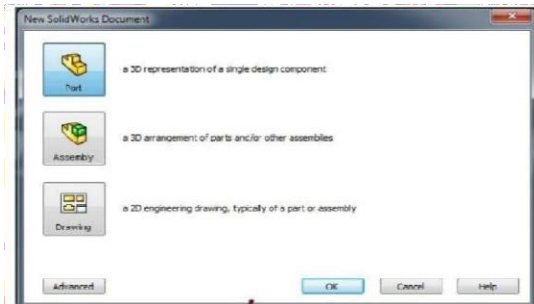 New SolidWorks Document
Part
a 3D representation of a single design component
Assembly
a 3D arrangement of parts and/or other assemblies
Drawing
a 2D engineering drawing, typically of a part or assembly
Advanced
OK
Cancel
Help